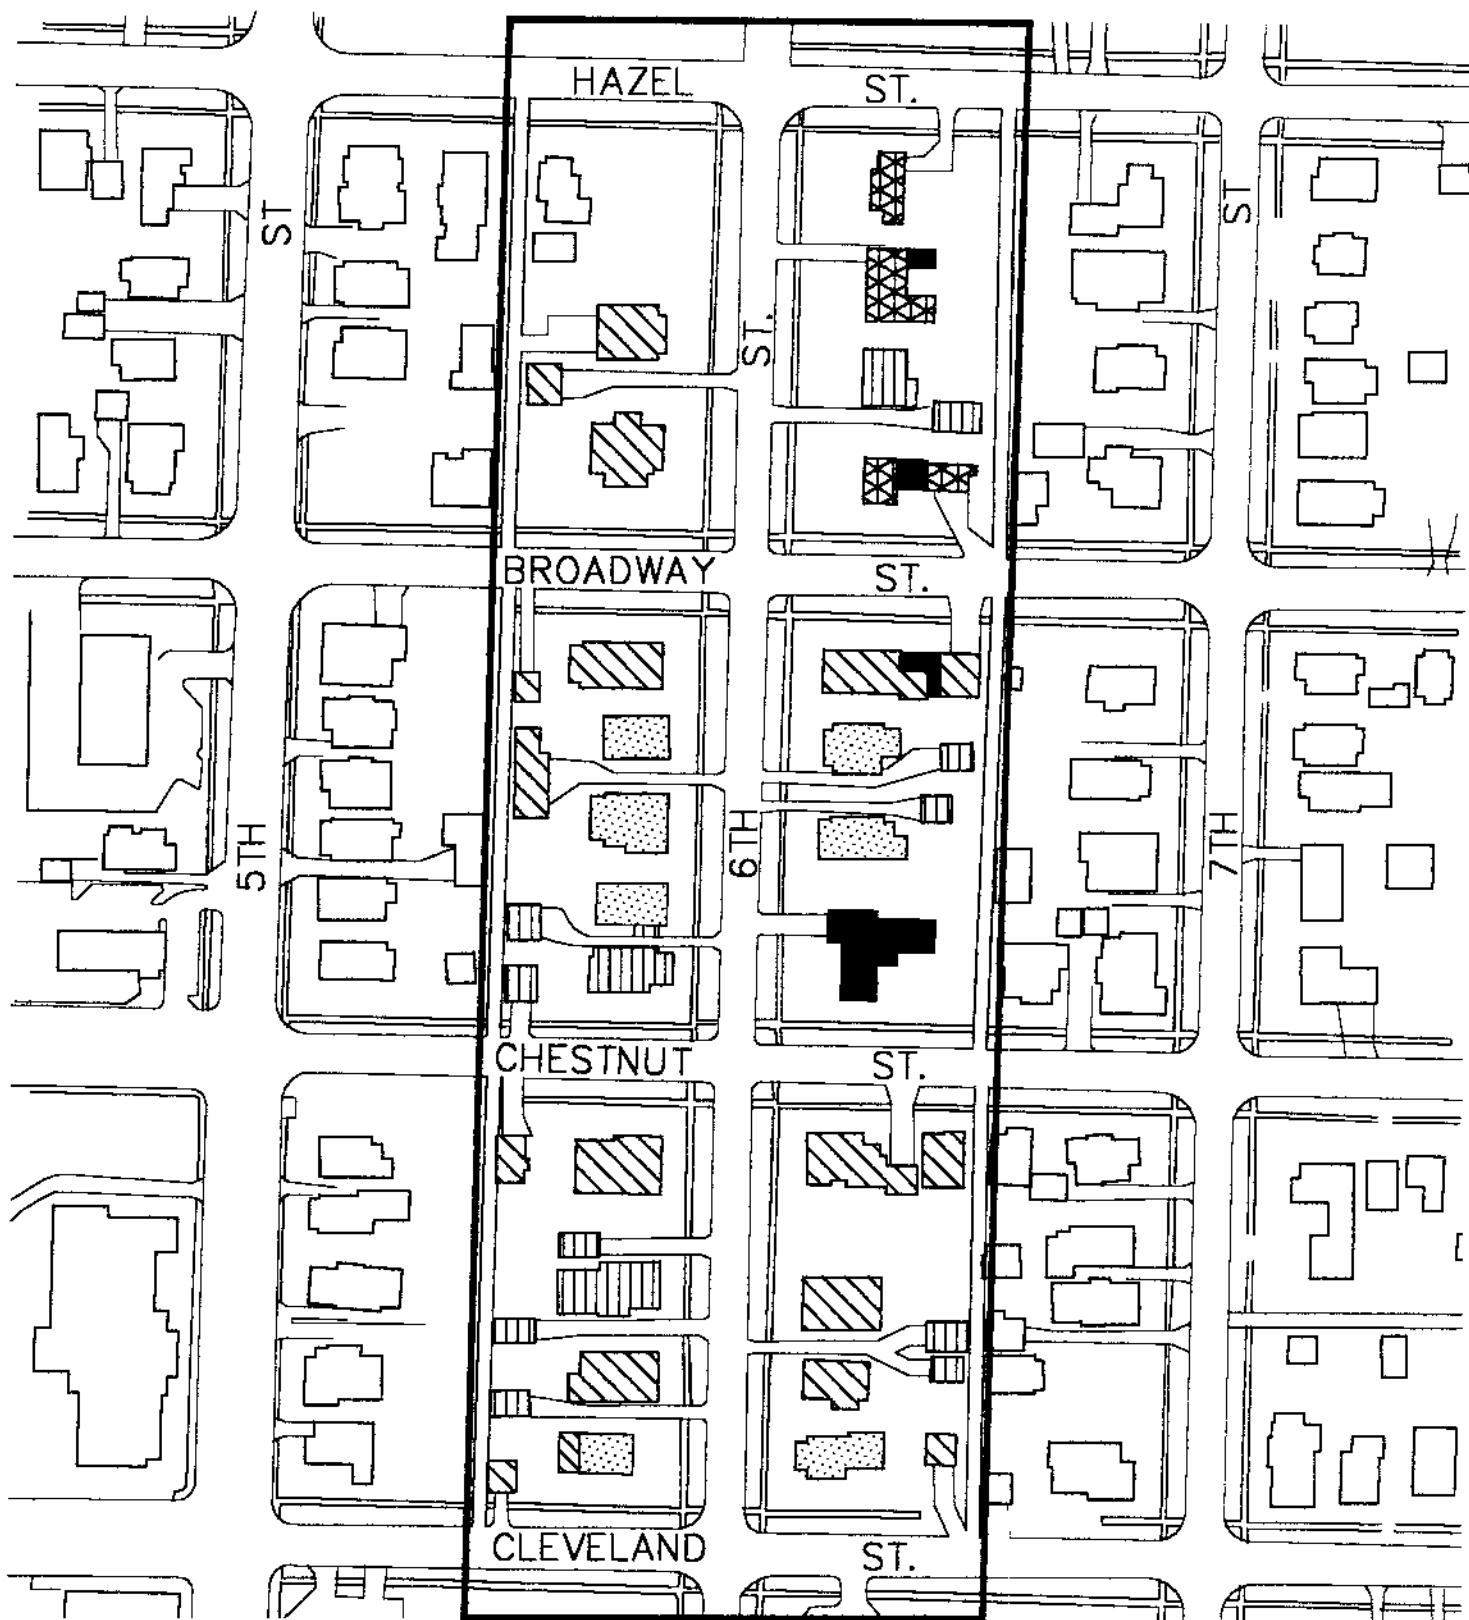 HAZEL ST.
ST
ST
ST.
BROADWAY ST.
5TH
6TH
7TH
CHESTNUT ST.
CLEVELAND ST.